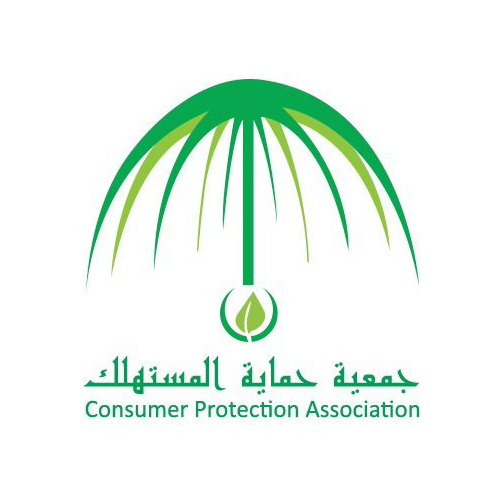 جمعية حماية المستهلك
Consumer Protection Association